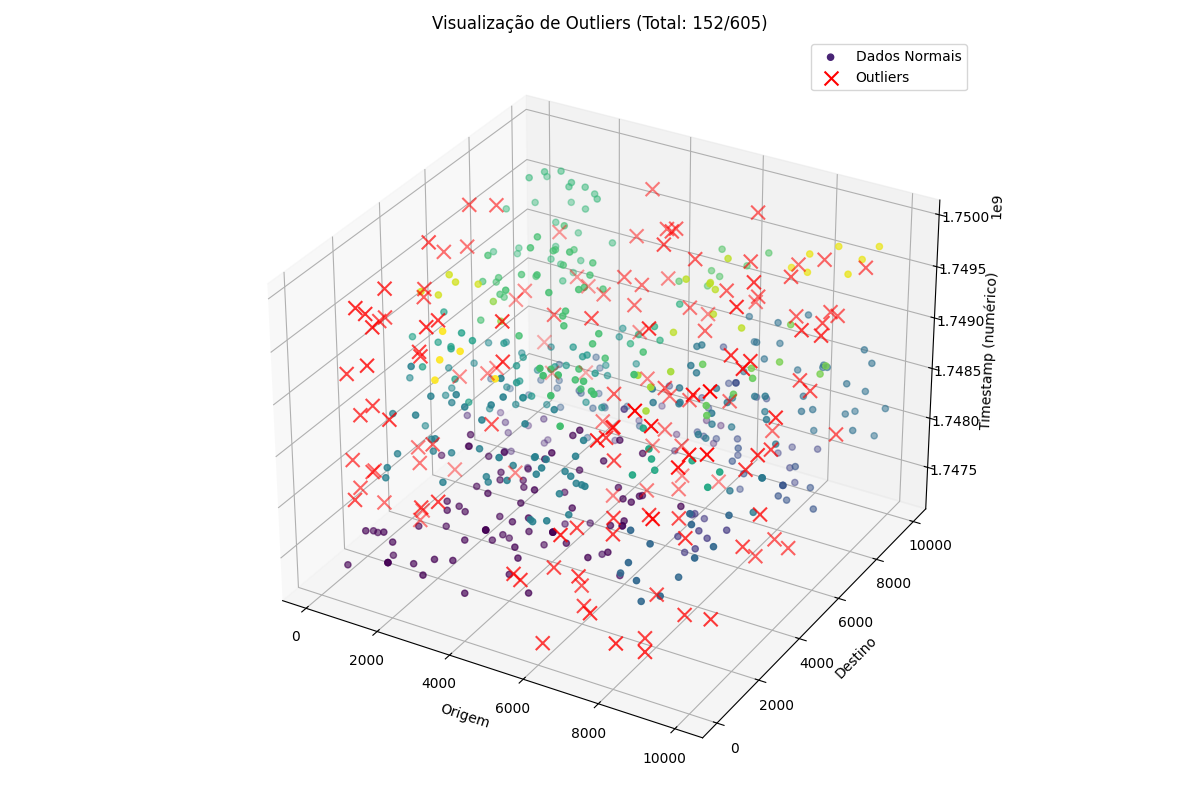 Visualização de Outliers (Total: 152/605)
Dados Normais
Outliers
1e9
1.7500
1.7495
1.7490
1.7485
1.7480
1.7475
Timestamp (numérico)
10000
8000
6000
4000
2000
0
Destino
0
2000
4000
6000
8000
10000
Origem